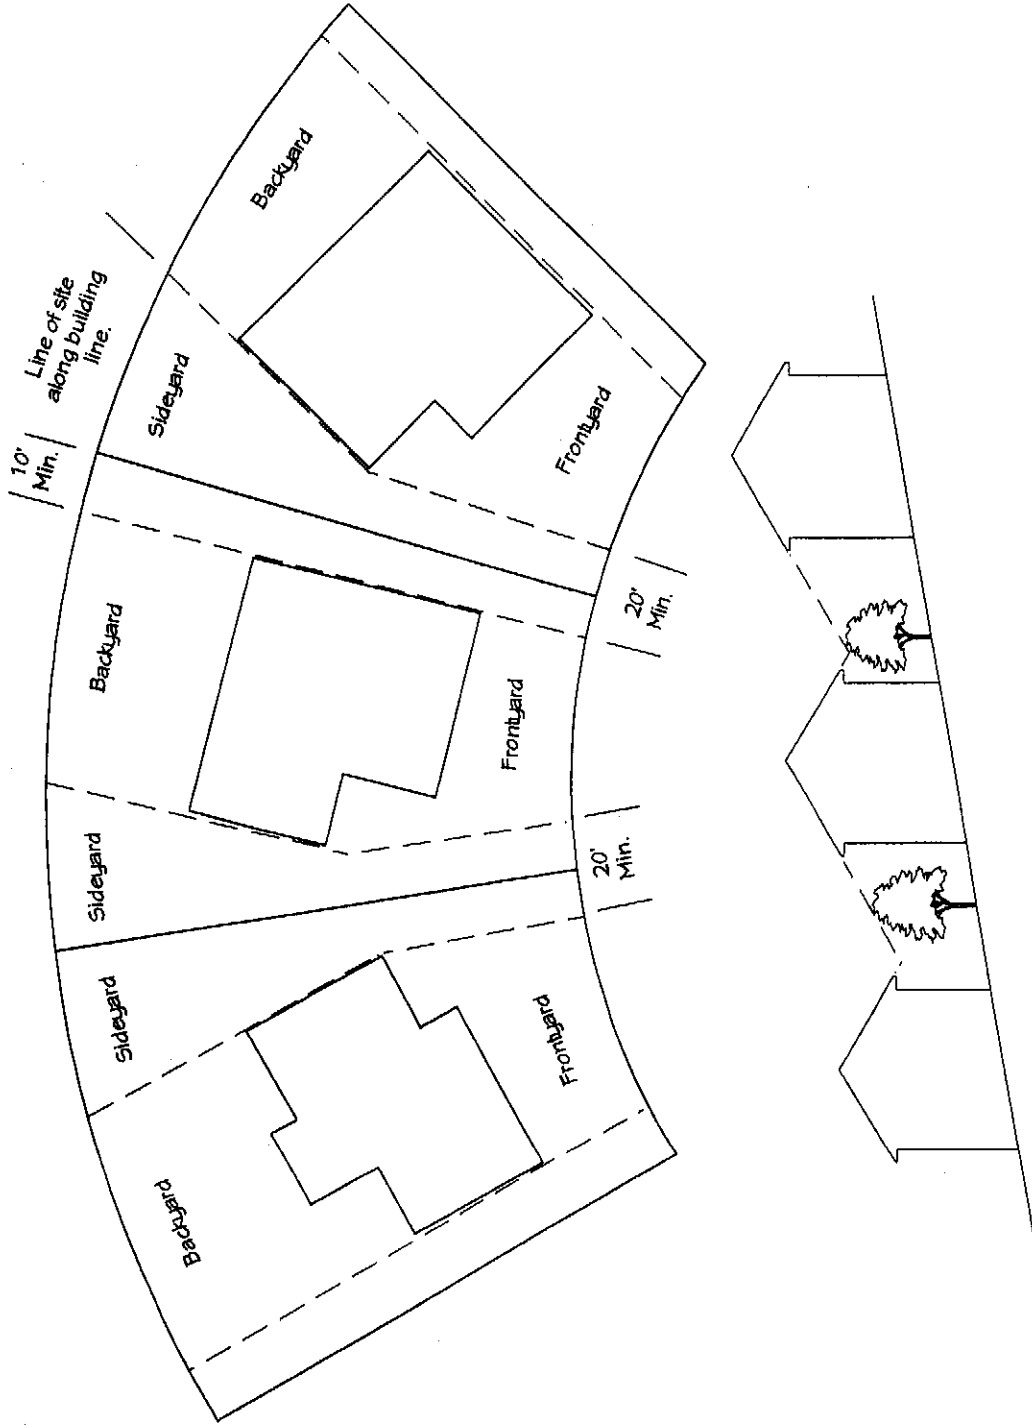 Backyard
Line of site
along building
line.
Sideyard
10'
Min.
Frontyard
Backyard
20'
Min.
Frontyard
Sideyard
20'
Min.
Sideyard
Frontyard
Backyard